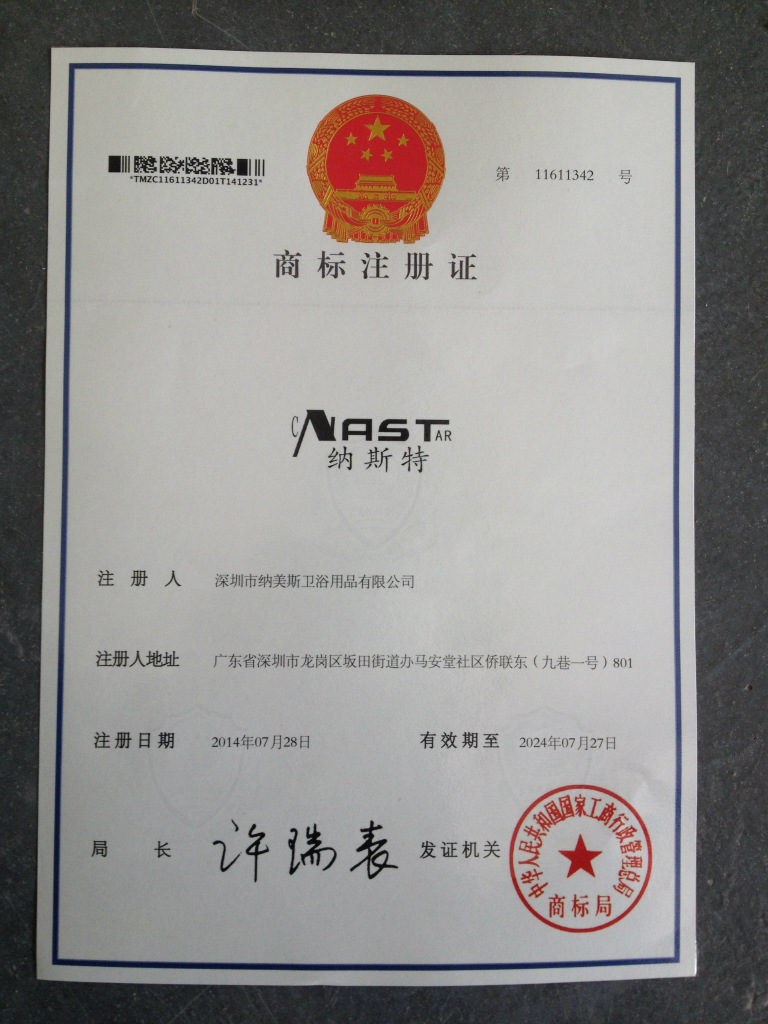 *TMZC11611342D01T141231*
第 11611342 号
商标注册证
CNASTAR
纳斯特
注册人 深圳市纳美斯卫浴用品有限公司
注册人地址 广东省深圳市龙岗区坂田街道办马安堂社区侨联东(九巷一号)801
注册日期 2014年07月28日 有效期至 2024年07月27日
局长 许瑞表 发证机关
中华人民共和国国家工商行政管理总局
商标局